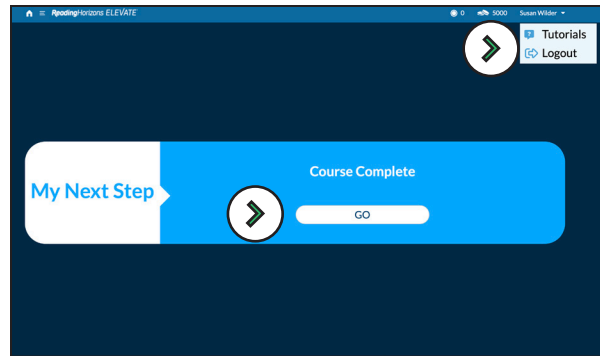 ReadingHorizons ELEVATE
0
5000
Susan Wilder
Tutorials
Logout
My Next Step
Course Complete
GO